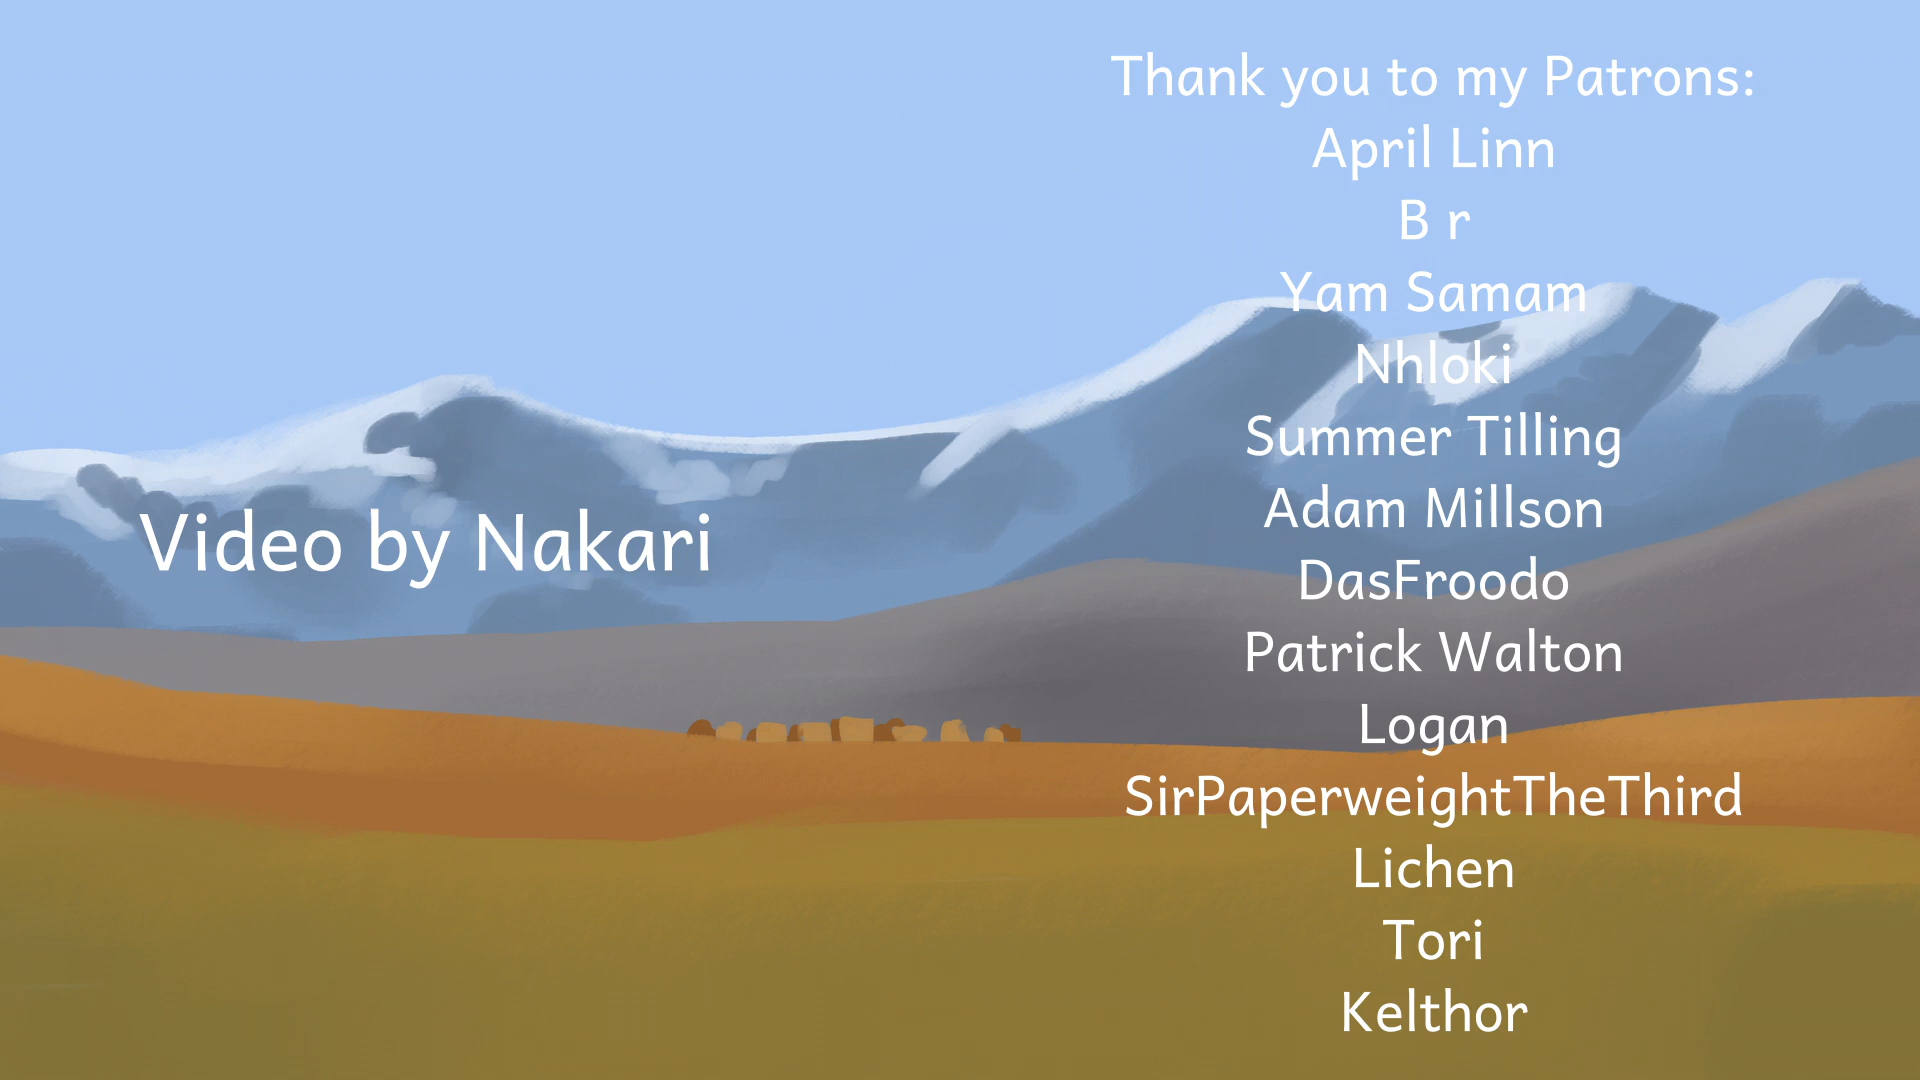 Video by Nakari
Thank you to my Patrons:
April Linn
B r
Yam Samam
Nhloki
Summer Tilling
Adam Millson
DasFroodo
Patrick Walton
Logan
SirPaperweightTheThird
Lichen
Tori
Kelthor